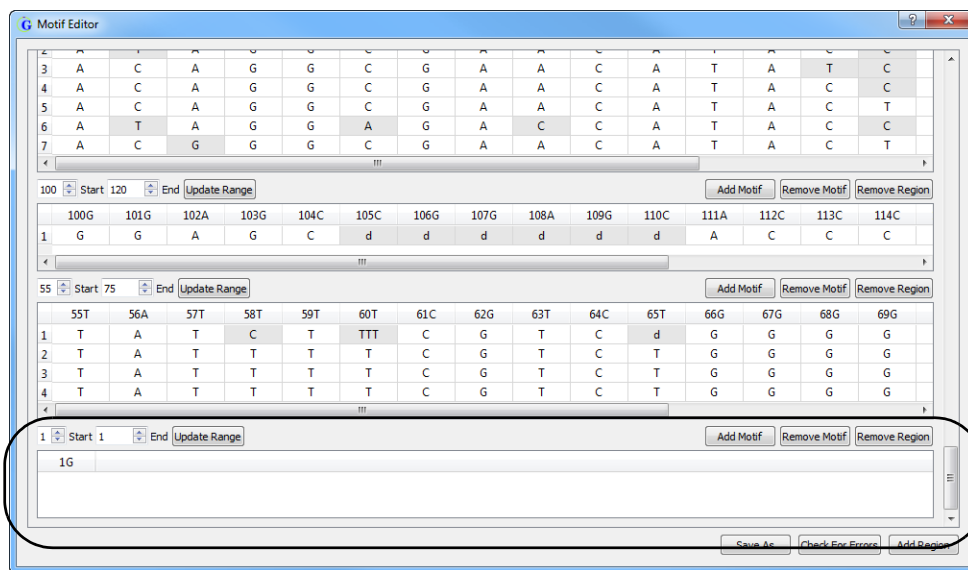 G Motif Editor
3 A C A G G C G A A C A T A T C
4 A C A G G C G A A C A T A C C
5 A C A G G C G A A C A T A C T
6 A T A G G A G A C C A T A C C
7 A C G G G C G A A C A T A C T
100 Start 120 End Update Range Add Motif Remove Motif Remove Region
100G 101G 102A 103G 104C 105C 106G 107G 108A 109G 110C 111A 112C 113C 114C
1 G G A G C d d d d d d A C C C
55 Start 75 End Update Range Add Motif Remove Motif Remove Region
55T 56A 57T 58T 59T 60T 61C 62G 63T 64C 65T 66G 67G 68G 69G
1 T A T C T TTT C G T C d G G G G
2 T A T T T T C G T C T G G G G
3 T A T T T T C G T C T G G G G
4 T A T T T T C G T C T G G G G
1 Start 1 End Update Range Add Motif Remove Motif Remove Region
1G
Save As Check For Errors Add Region